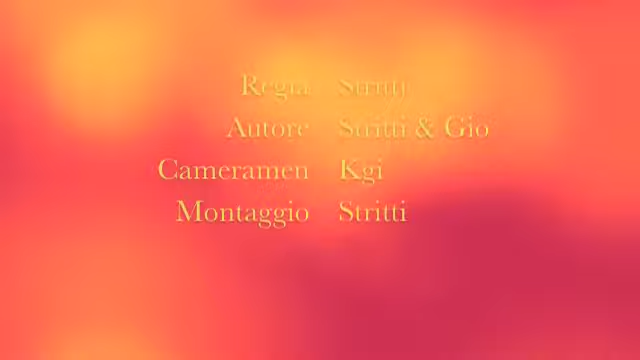 Regia Stritti
Autore Stritti & Gio
Cameramen Kgi
Montaggio Stritti